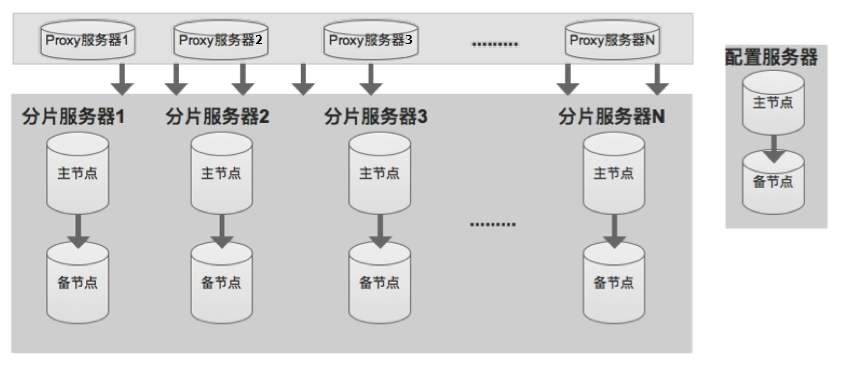 Proxy服务器1 Proxy服务器2 Proxy服务器3 ......... Proxy服务器N
配置服务器
主节点
备节点
分片服务器1 分片服务器2 分片服务器3 分片服务器N
主节点 主节点 主节点 主节点
.........
备节点 备节点 备节点 备节点